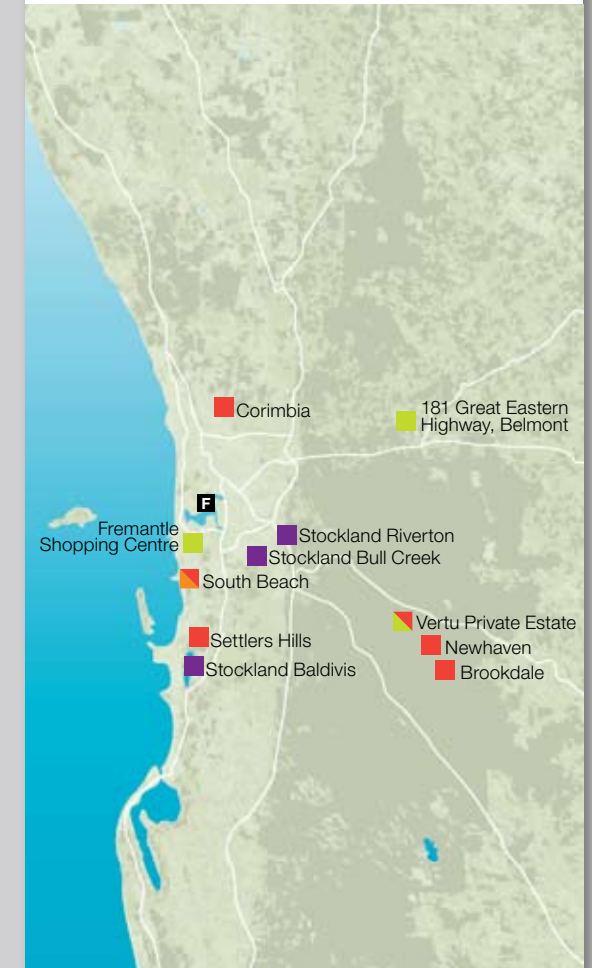 Corimbia
181 Great Eastern
Highway, Belmont
F
Fremantle
Shopping Centre
Stockland Riverton
Stockland Bull Creek
South Beach
Vertu Private Estate
Settlers Hills
Newhaven
Stockland Baldivis
Brookdale